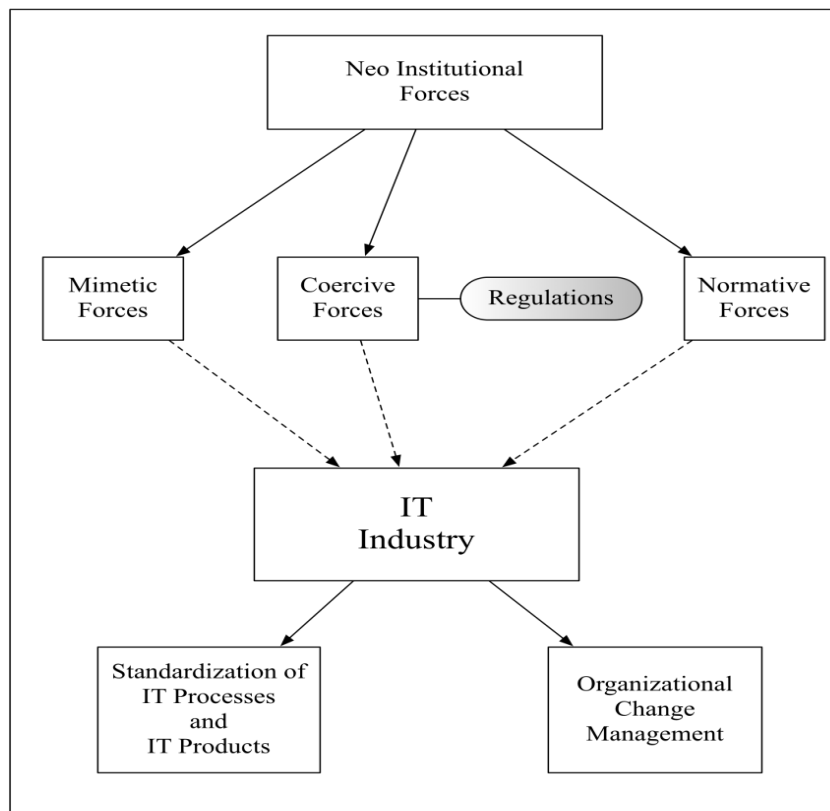 Neo Institutional
Forces
Mimetic
Forces
Coercive
Forces
Regulations
Normative
Forces
IT
Industry
Standardization of
IT Processes
and
IT Products
Organizational
Change
Management